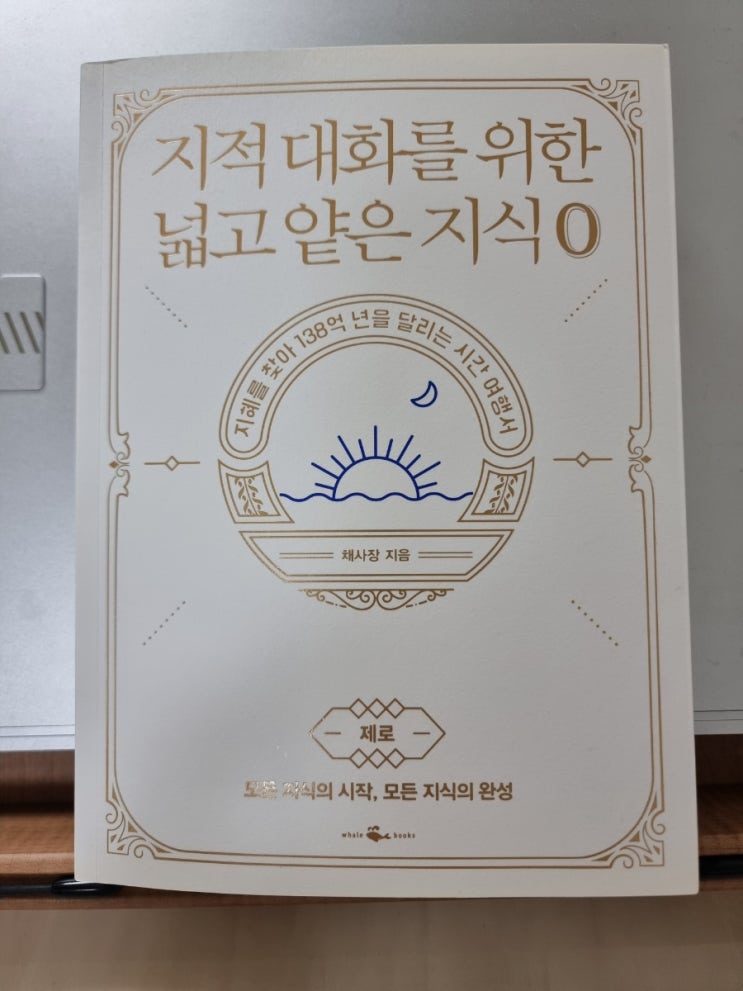 지적 대화를 위한
넓고 얕은 지식 0
지혜를 찾아 138억 년을 달리는 시간 여행서
채사장 지음
제로
모든 지식의 시작, 모든 지식의 완성
whale books